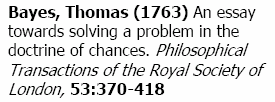 Bayes, Thomas (1763) An essay
towards solving a problem in the
doctrine of chances. Philosophical
Transactions of the Royal Society of
London, 53:370-418